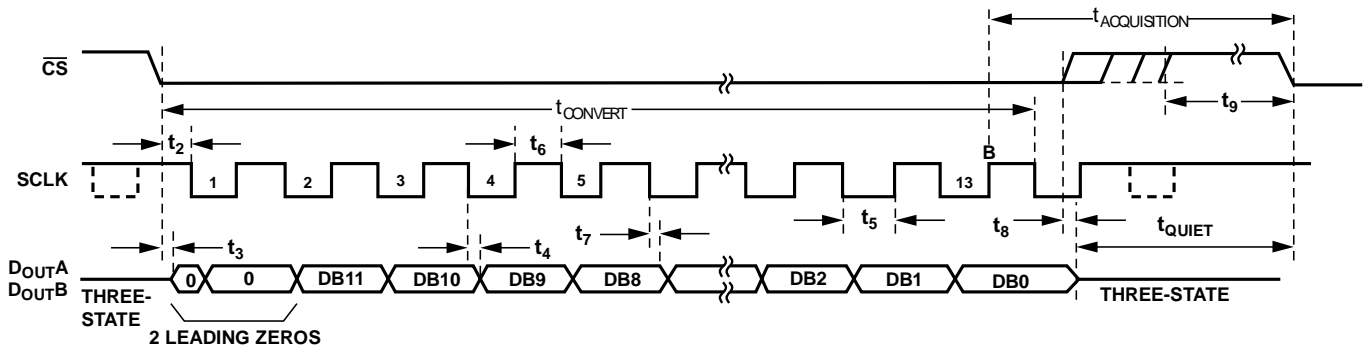 tACQUISITION
CS
t9
tCONVERT
t2
t6
B
SCLK
1
2
3
4
5
13
t5
t8
tQUIET
t3
t4
t7
DOUTA
DOUTB
0
0
DB11
DB10
DB9
DB8
DB2
DB1
DB0
THREE-
STATE
THREE-STATE
2 LEADING ZEROS